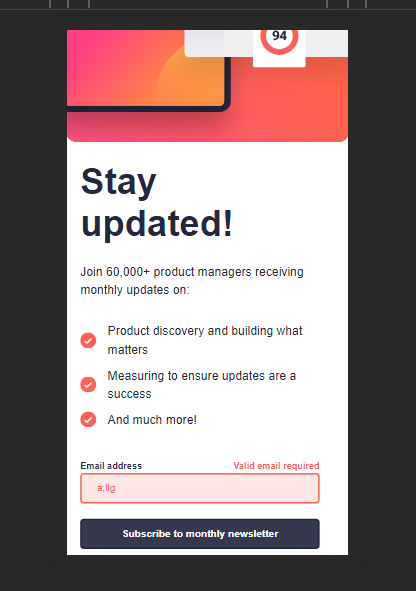 94
Stay
updated!
Join 60,000+ product managers receiving
monthly updates on:
Product discovery and building what
matters
Measuring to ensure updates are a
success
And much more!
Email address Valid email required
a;lig
Subscribe to monthly newsletter